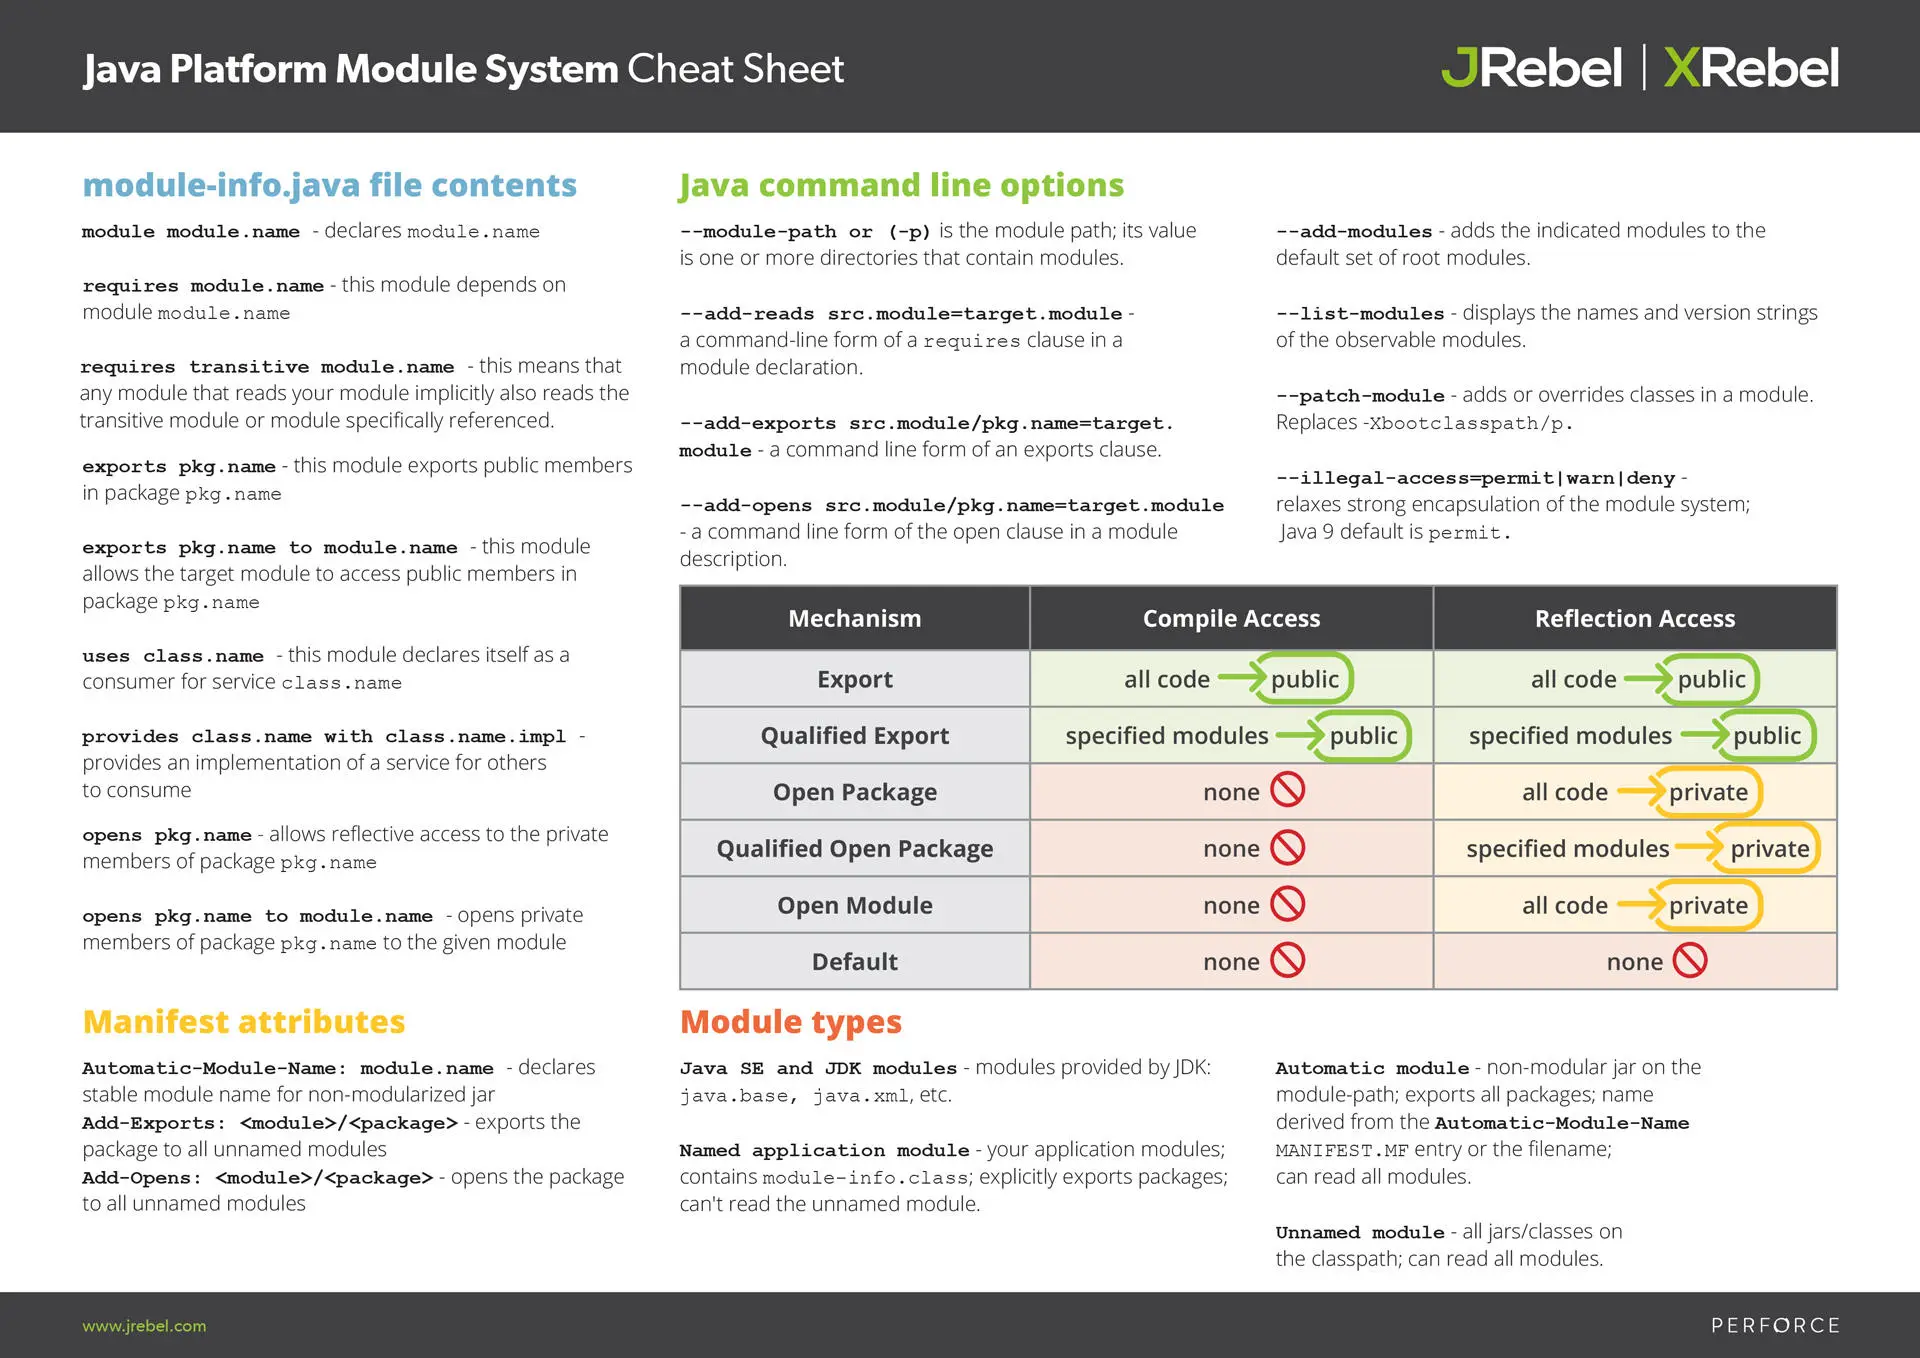 Java Platform Module System Cheat Sheet
JRebel | XRebel
module-info.java file contents
module module.name - declares module.name
requires module.name - this module depends on
module module.name
requires transitive module.name - this means that
any module that reads your module implicitly also reads the
transitive module or module specifically referenced.
exports pkg.name - this module exports public members
in package pkg.name
exports pkg.name to module.name - this module
allows the target module to access public members in
package pkg.name
uses class.name - this module declares itself as a
consumer for service class.name
provides class.name with class.name.impl -
provides an implementation of a service for others
to consume
opens pkg.name - allows reflective access to the private
members of package pkg.name
opens pkg.name to module.name - opens private
members of package pkg.name to the given module
Manifest attributes
Automatic-Module-Name: module.name - declares
stable module name for non-modularized jar
Add-Exports: <module>/<package> - exports the
package to all unnamed modules
Add-Opens: <module>/<package> - opens the package
to all unnamed modules
Java command line options
--module-path or (-p) is the module path; its value
is one or more directories that contain modules.
--add-reads src.module=target.module -
a command-line form of a requires clause in a
module declaration.
--add-exports src.module/pkg.name=target.
module - a command line form of an exports clause.
--add-opens src.module/pkg.name=target.module
- a command line form of the open clause in a module
description.
--add-modules - adds the indicated modules to the
default set of root modules.
--list-modules - displays the names and version strings
of the observable modules.
--patch-module - adds or overrides classes in a module.
Replaces -Xbootclasspath/p.
--illegal-access=permit|warn|deny -
relaxes strong encapsulation of the module system;
Java 9 default is permit.
Mechanism Compile Access Reflection Access
Export all code public all code public
Qualified Export specified modules public specified modules public
Open Package none all code private
Qualified Open Package none specified modules private
Open Module none all code private
Default none none
Module types
Java SE and JDK modules - modules provided by JDK:
java.base, java.xml, etc.
Named application module - your application modules;
contains module-info.class; explicitly exports packages;
can't read the unnamed module.
Automatic module - non-modular jar on the
module-path; exports all packages; name
derived from the Automatic-Module-Name
MANIFEST.MF entry or the filename;
can read all modules.
Unnamed module - all jars/classes on
the classpath; can read all modules.
www.jrebel.com
PERFORCE